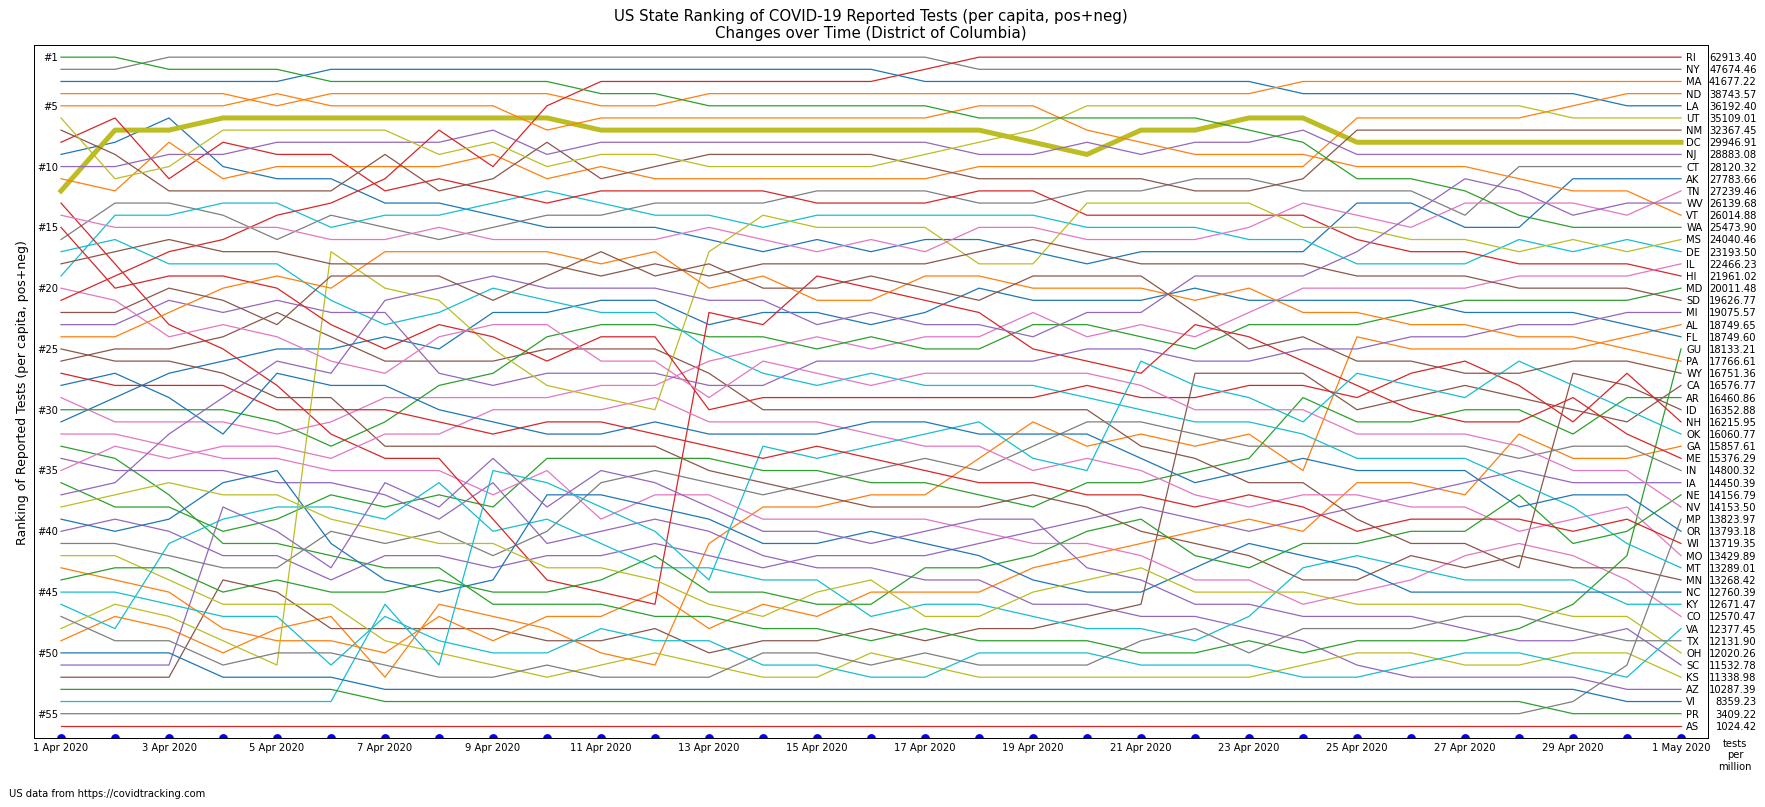 US State Ranking of COVID-19 Reported Tests (per capita, pos+neg)
Changes over Time (District of Columbia)
Ranking of Reported Tests (per capita, pos+neg)
#1
#5
#10
#15
#20
#25
#30
#35
#40
#45
#50
#55
RI 62913.40
NY 47674.46
MA 41677.22
ND 38743.57
LA 36192.40
UT 35109.01
NM 32367.45
DC 29946.91
NJ 28883.08
CT 28120.32
AK 27783.66
TN 27239.46
WV 26139.68
VT 26014.88
WA 25473.90
MS 24040.46
DE 23193.50
IL 22466.23
HI 21961.02
MD 20011.48
SD 19626.77
MI 19075.57
AL 18749.65
FL 18749.60
GU 18133.21
PA 17766.61
WY 16751.36
CA 16576.77
AR 16460.86
ID 16352.88
NH 16215.95
OK 16060.77
GA 15857.61
ME 15376.29
IN 14800.32
IA 14450.39
NE 14156.79
NV 14153.50
MP 13823.97
OR 13793.18
WI 13719.35
MO 13429.89
MT 13289.01
MN 13268.42
NC 12760.39
KY 12671.47
CO 12570.47
VA 12377.45
TX 12131.90
OH 12020.26
SC 11532.78
KS 11338.98
AZ 10287.39
VI 8359.23
PR 3409.22
AS 1024.42
1 Apr 2020 3 Apr 2020 5 Apr 2020 7 Apr 2020 9 Apr 2020 11 Apr 2020 13 Apr 2020 15 Apr 2020 17 Apr 2020 19 Apr 2020 21 Apr 2020 23 Apr 2020 25 Apr 2020 27 Apr 2020 29 Apr 2020 1 May 2020
tests
per
million
US data from https://covidtracking.com